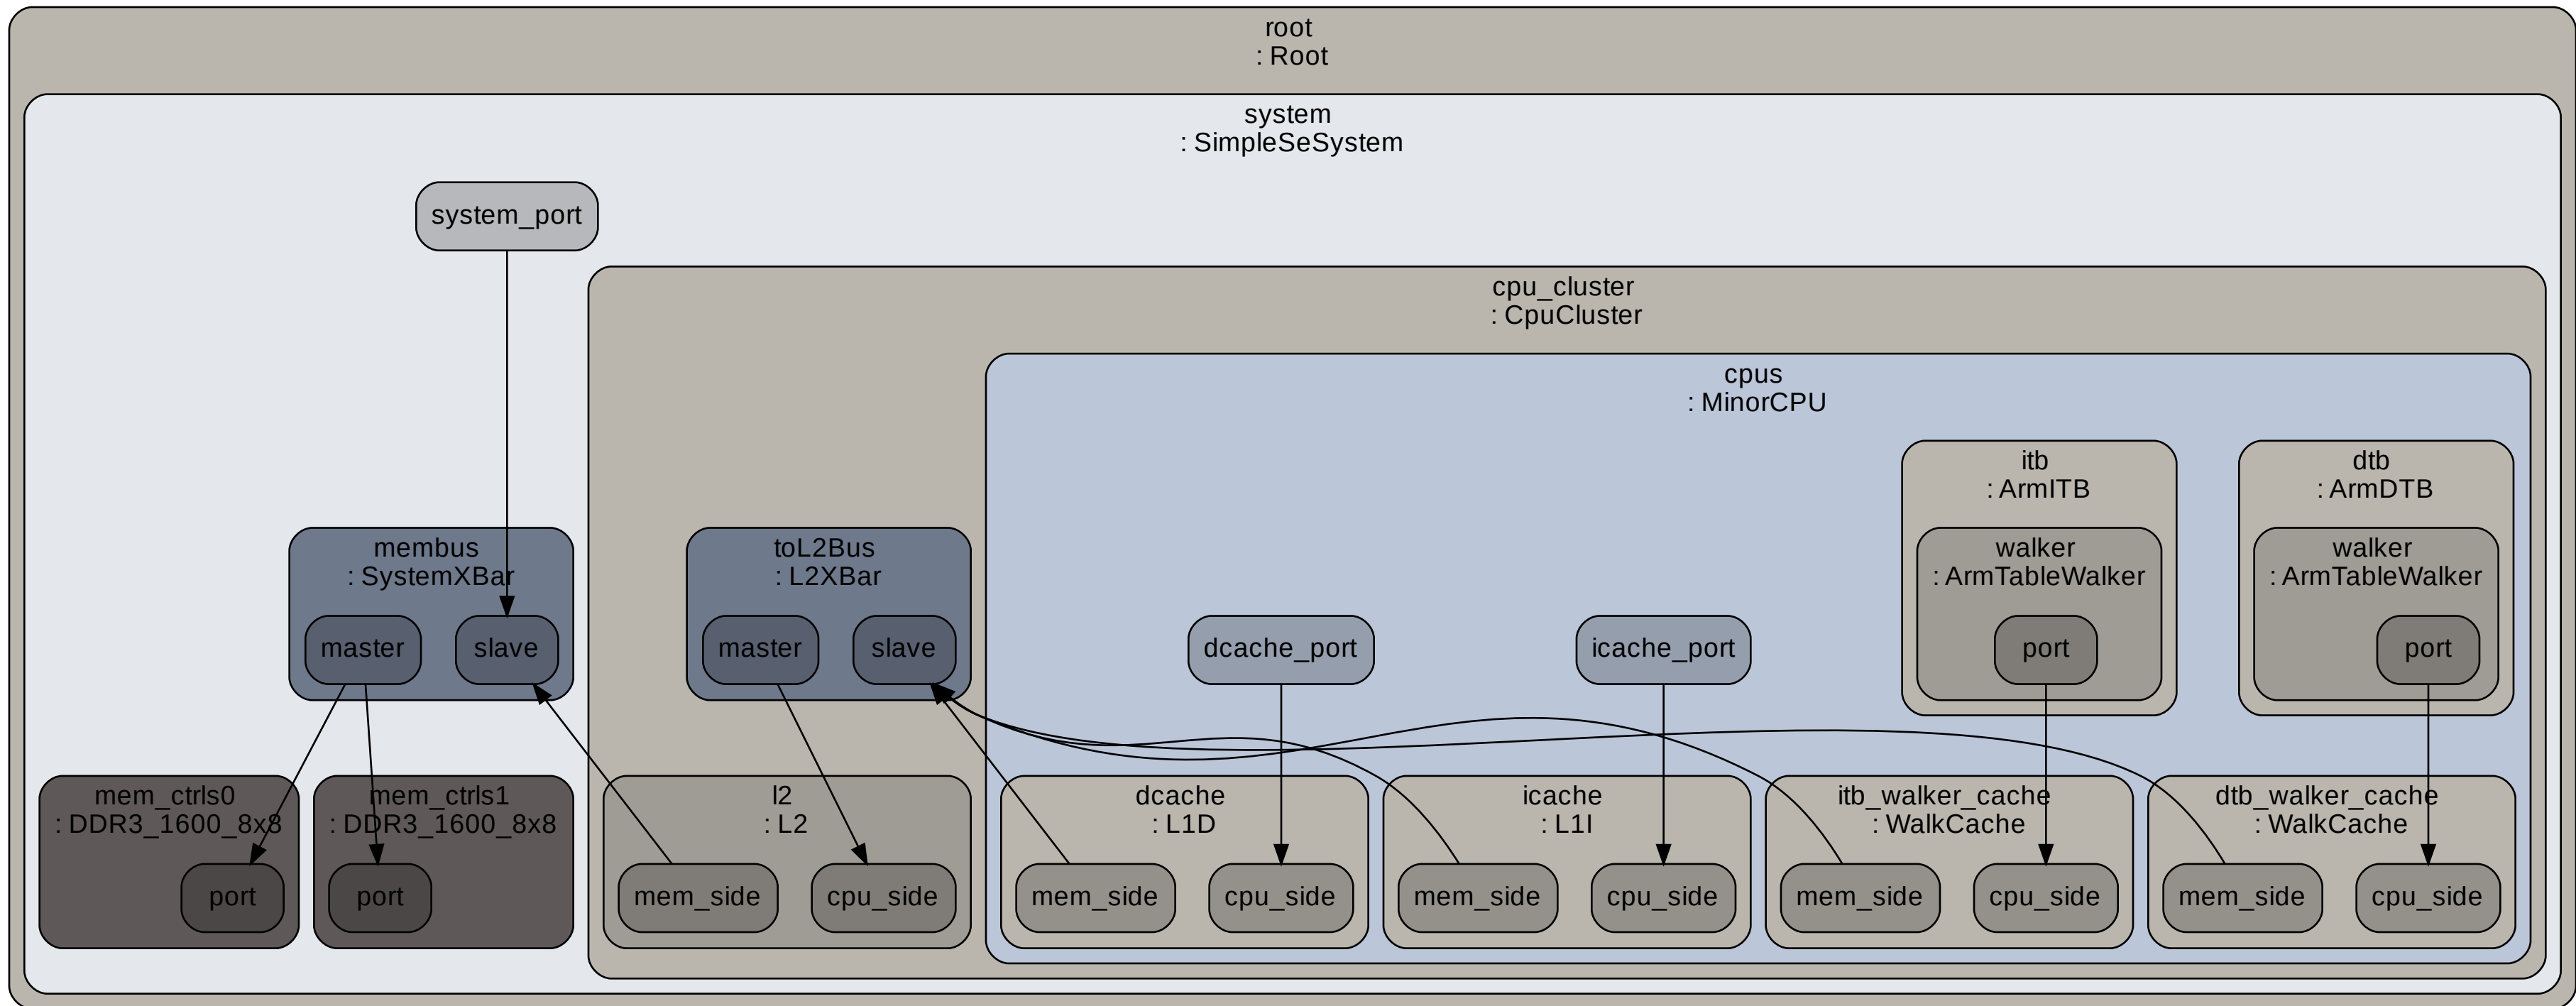 root
: Root
system
: SimpleSeSystem
system_port
cpu_cluster
: CpuCluster
cpus
: MinorCPU
itb
: ArmITB
dtb
: ArmDTB
membus
: SystemXBar
toL2Bus
: L2XBar
walker
: ArmTableWalker
walker
: ArmTableWalker
master
slave
master
slave
dcache_port
icache_port
port
port
mem_ctrls0
: DDR3_1600_8x8
mem_ctrls1
: DDR3_1600_8x8
l2
: L2
dcache
: L1D
icache
: L1I
itb_walker_cache
: WalkCache
dtb_walker_cache
: WalkCache
port
port
mem_side
cpu_side
mem_side
cpu_side
mem_side
cpu_side
mem_side
cpu_side
mem_side
cpu_side